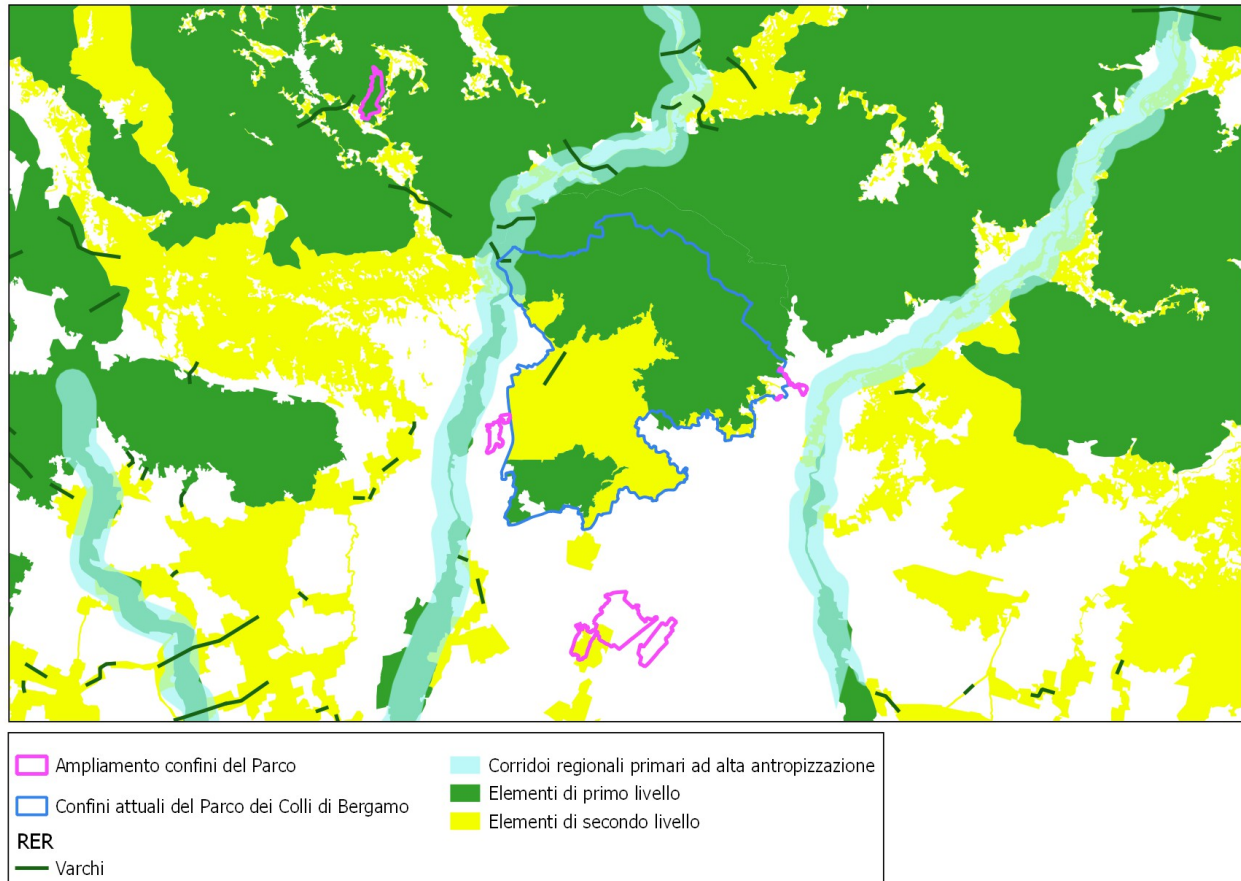 Ampliamento confini del Parco
Confini attuali del Parco dei Colli di Bergamo
RER
Varchi
Corridoi regionali primari ad alta antropizzazione
Elementi di primo livello
Elementi di secondo livello